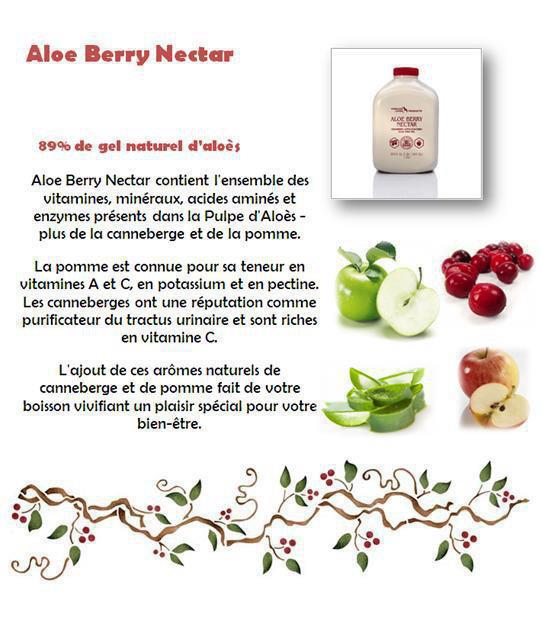 Aloe Berry Nectar
ALOE BERRY
NECTAR
89% de gel naturel d'aloès
Aloe Berry Nectar contient l'ensemble des
vitamines, minéraux, acides aminés et
enzymes présents dans la Pulpe d'Aloès -
plus de la canneberge et de la pomme.
La pomme est connue pour sa teneur en
vitamines A et C, en potassium et en pectine.
Les canneberges ont une réputation comme
purificateur du tractus urinaire et sont riches
en vitamine C.
L'ajout de ces arômes naturels de
canneberge et de pomme fait de votre
boisson vivifiant un plaisir spécial pour votre
bien-être.